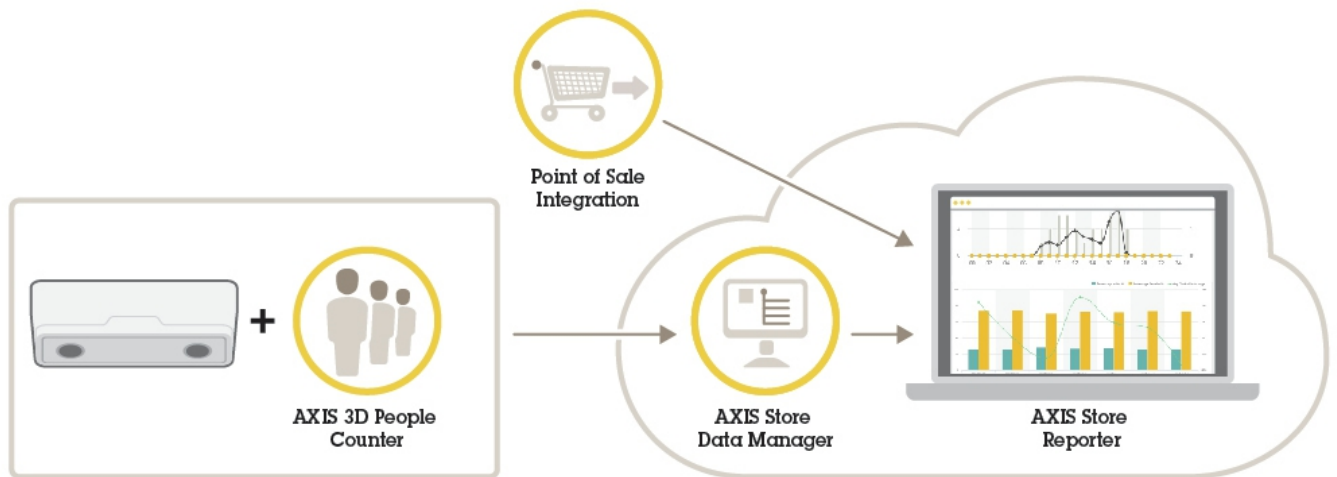 Point of Sale
Integration
AXIS 3D People
Counter
AXIS Store
Data Manager
AXIS Store
Reporter